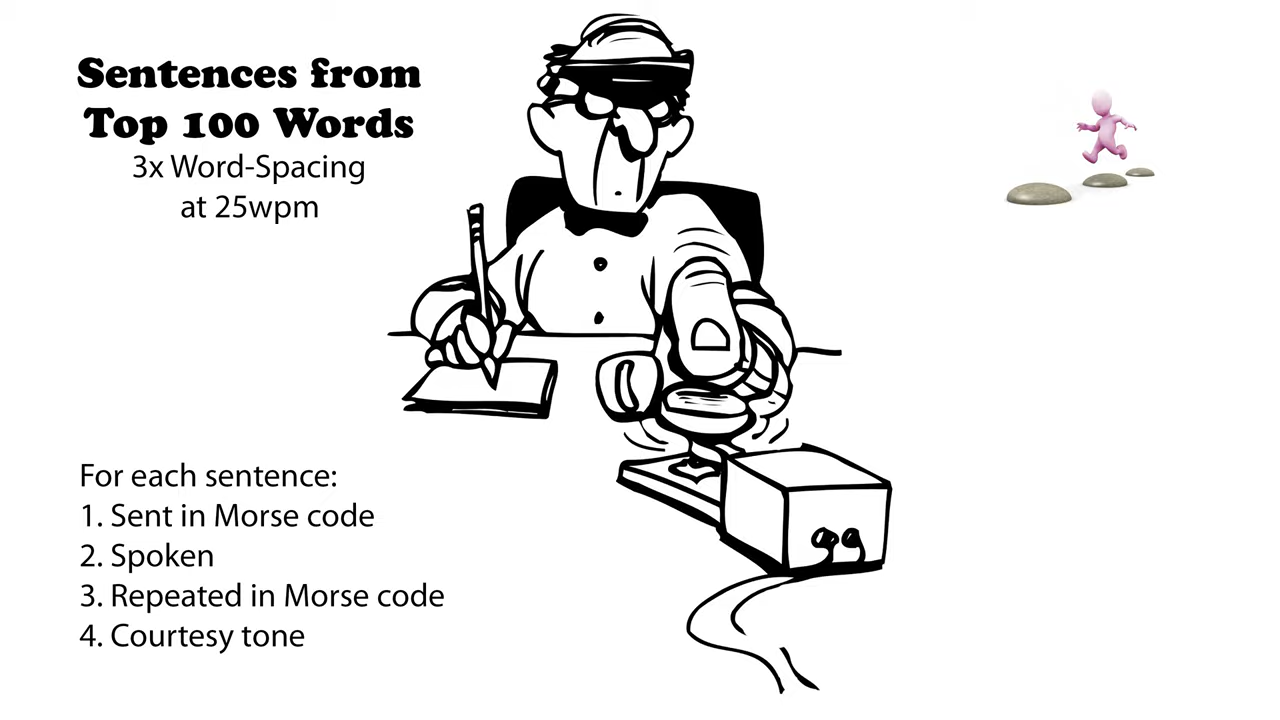 Sentences from
Top 100 Words
3x Word-Spacing
at 25wpm
For each sentence:
1. Sent in Morse code
2. Spoken
3. Repeated in Morse code
4. Courtesy tone